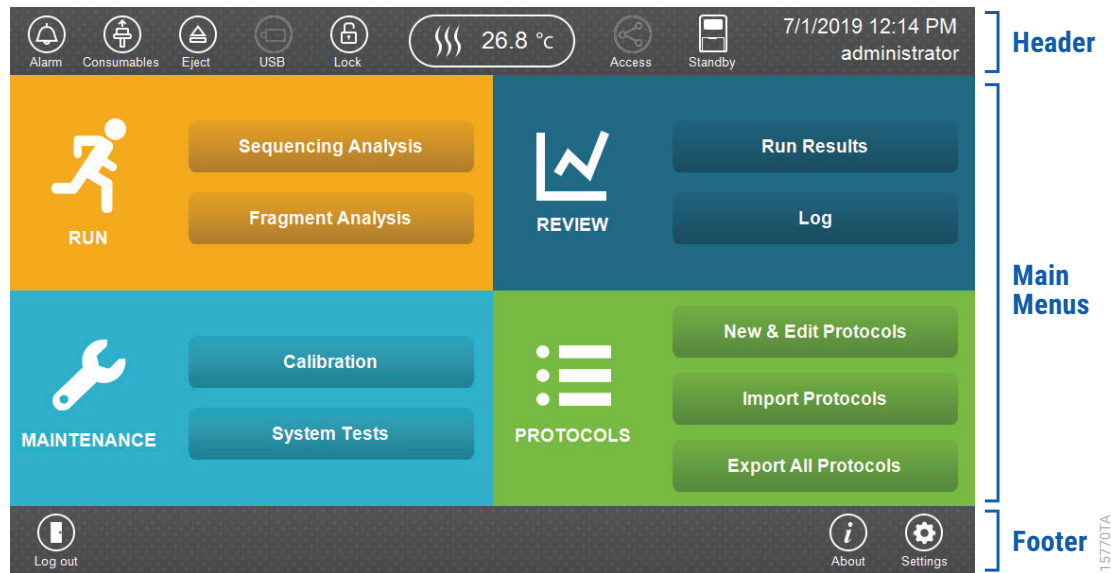 Alarm
Consumables
Eject
USB
Lock
26.8 °c
Access
Standby
7/1/2019 12:14 PM
administrator
Header
RUN
Sequencing Analysis
Fragment Analysis
REVIEW
Run Results
Log
Main
Menus
MAINTENANCE
Calibration
System Tests
PROTOCOLS
New & Edit Protocols
Import Protocols
Export All Protocols
Log out
i
About
Settings
Footer
15770TA